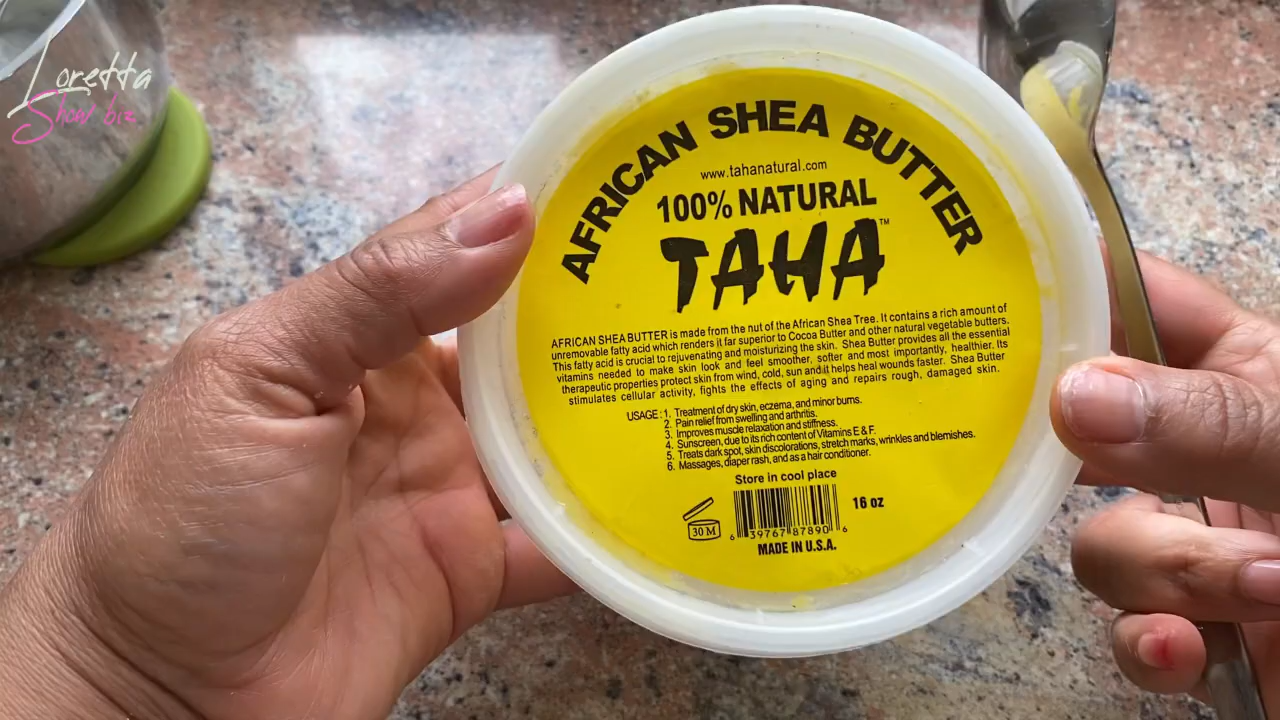 Loretta
Show biz
AFRICAN SHEA BUTTER
www.tahanatural.com
100% NATURAL
TAHA™
AFRICAN SHEA BUTTER is made from the nut of the African Shea Tree. It contains a rich amount of
unremovable fatty acid which renders it far superior to Cocoa Butter and other natural vegetable butters.
This fatty acid is crucial to rejuvenating and moisturizing the skin. Shea Butter provides all the essential
vitamins needed to make skin look and feel smoother, softer and most importantly, healthier. Its
therapeutic properties protect skin from wind, cold, sun and it helps heal wounds faster. Shea Butter
stimulates cellular activity, fights the effects of aging and repairs rough, damaged skin.
USAGE: 1. Treatment of dry skin, eczema, and minor burns.
2. Pain relief from swelling and arthritis.
3. Improves muscle relaxation and stiffness.
4. Sunscreen, due to its rich content of Vitamins E & F.
5. Treats dark spot, skin discolorations, stretch marks, wrinkles and blemishes.
6. Massages, diaper rash, and as a hair conditioner.
Store in cool place
30 M
16 oz
6 39767 87890 6
MADE IN U.S.A.